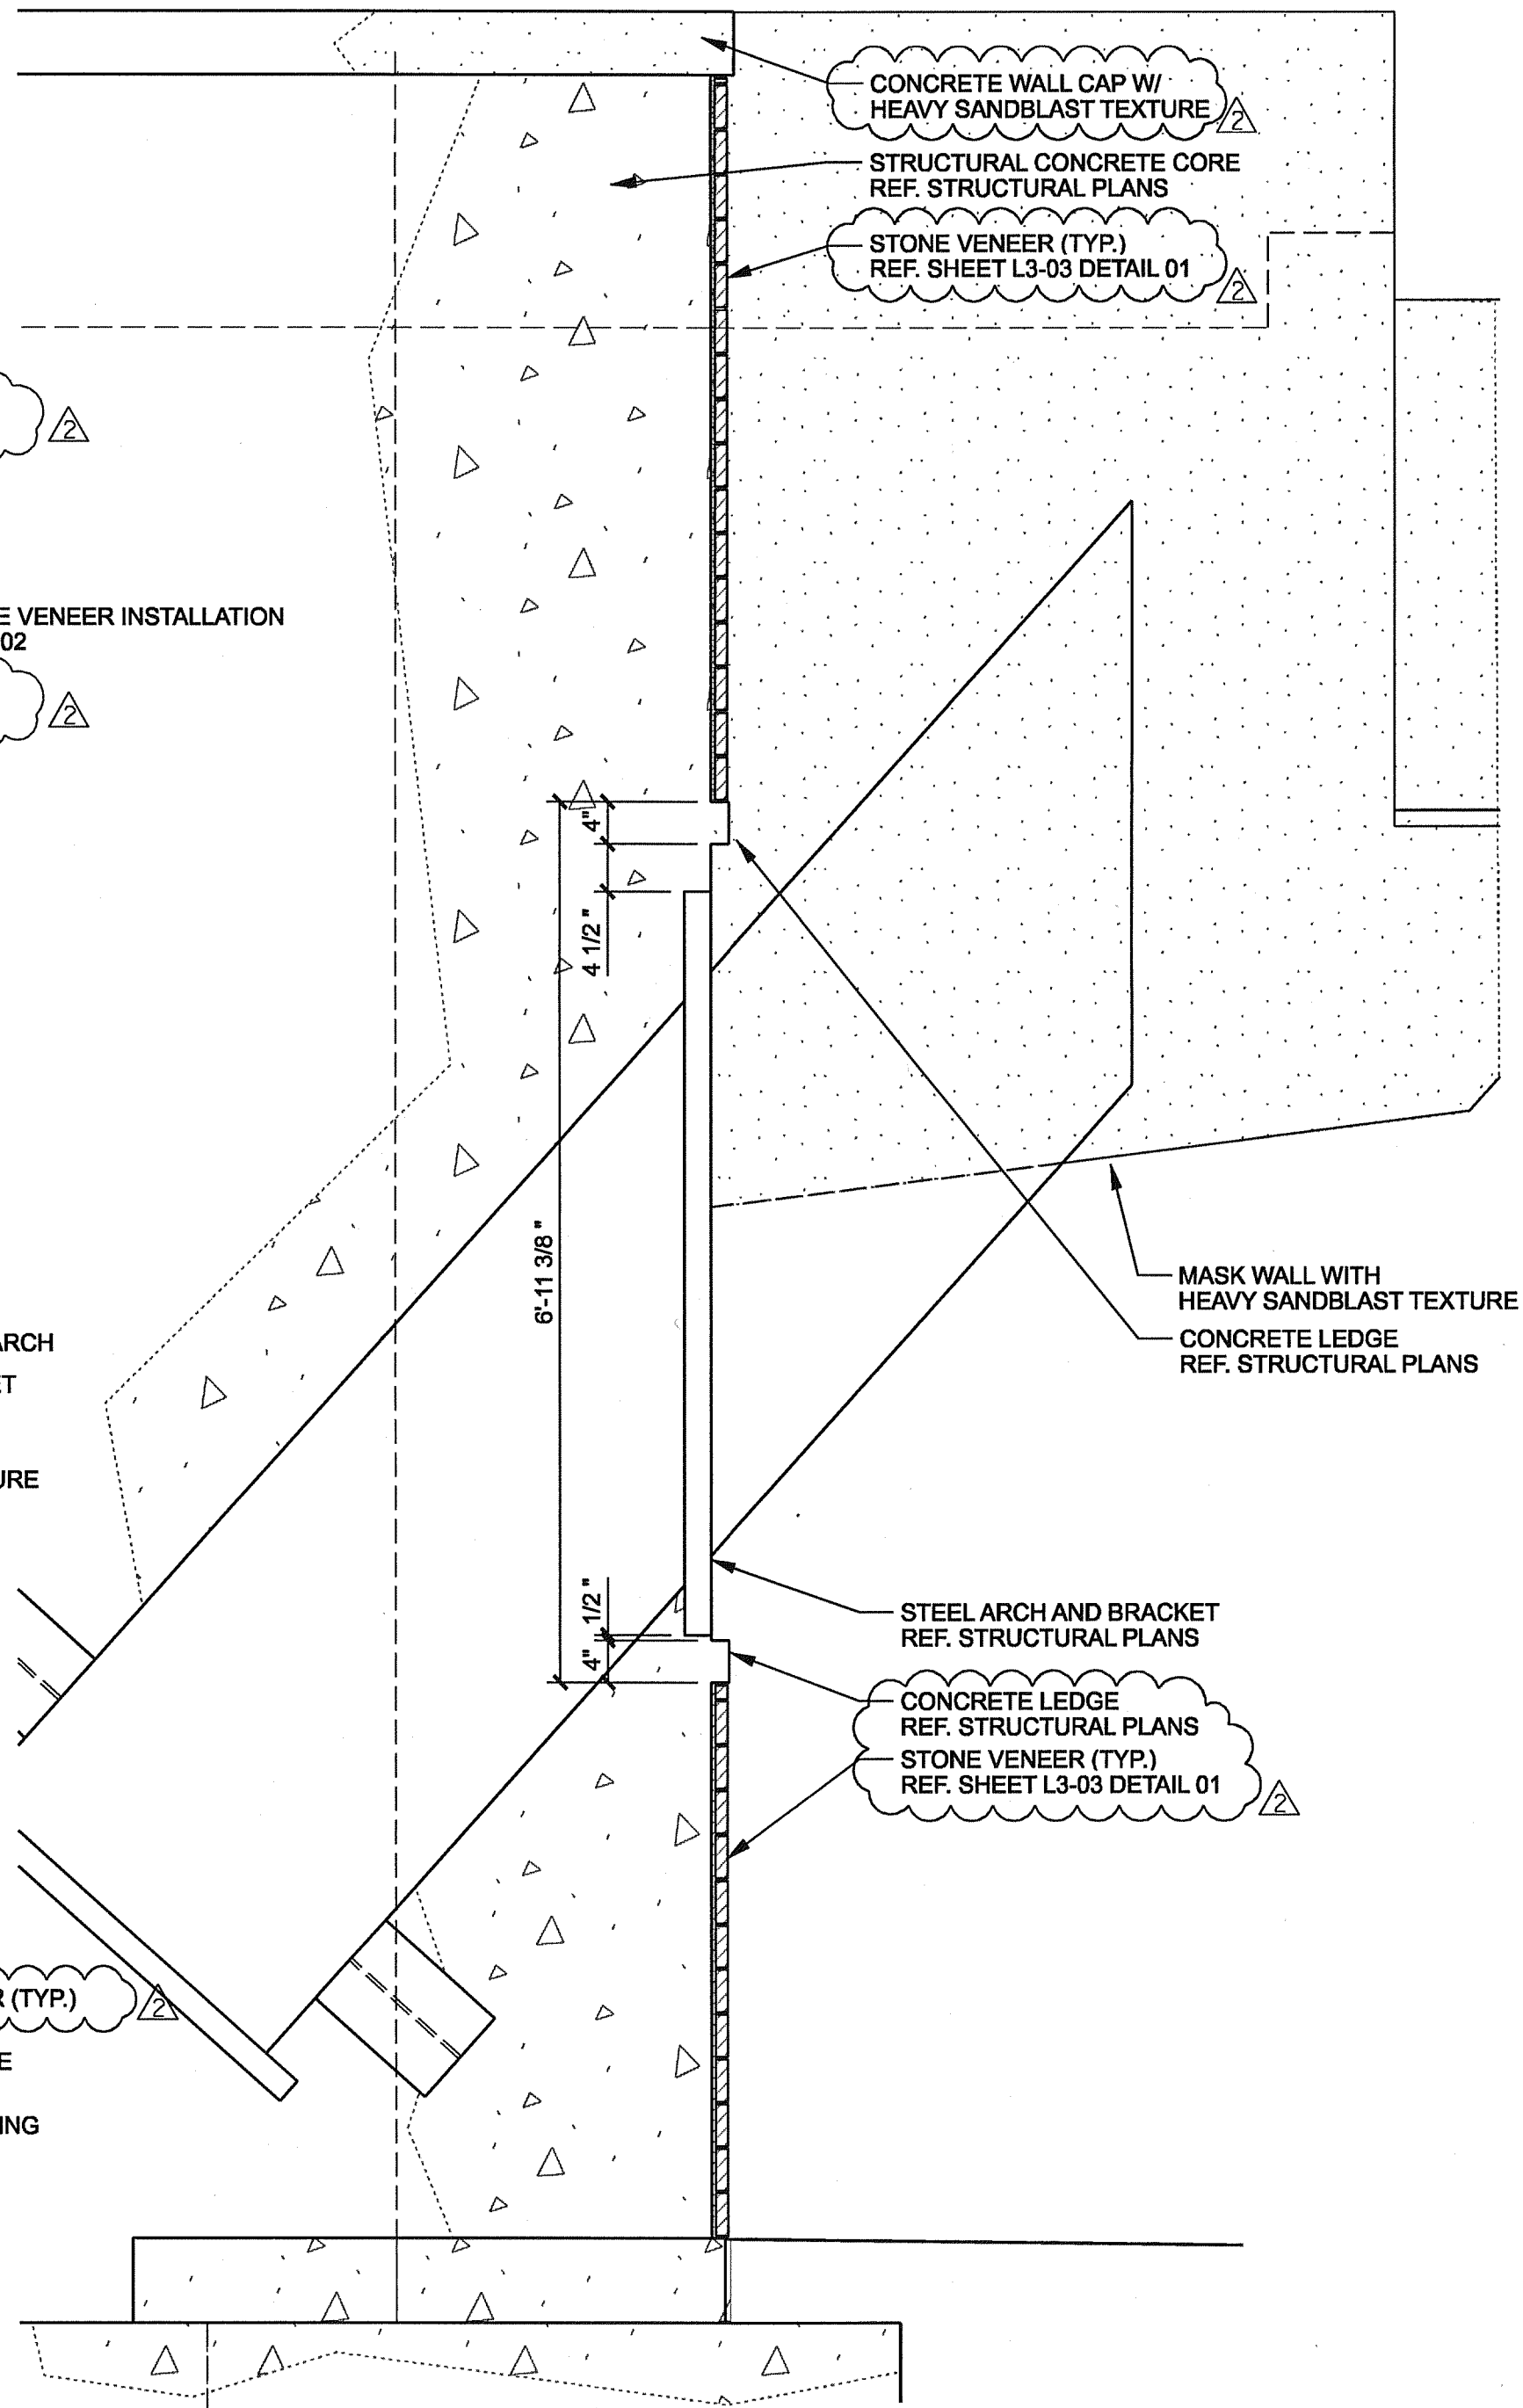 CONCRETE WALL CAP W/
HEAVY SANDBLAST TEXTURE
2
STRUCTURAL CONCRETE CORE
REF. STRUCTURAL PLANS
STONE VENEER (TYP.)
REF. SHEET L3-03 DETAIL 01
2
2
VENEER INSTALLATION
02
2
4"
4 1/2 "
6'-11 3/8 "
MASK WALL WITH
HEAVY SANDBLAST TEXTURE
CONCRETE LEDGE
REF. STRUCTURAL PLANS
ARCH
1/2 "
4"
STEEL ARCH AND BRACKET
REF. STRUCTURAL PLANS
CONCRETE LEDGE
REF. STRUCTURAL PLANS
STONE VENEER (TYP.)
REF. SHEET L3-03 DETAIL 01
2
(TYP.)
2